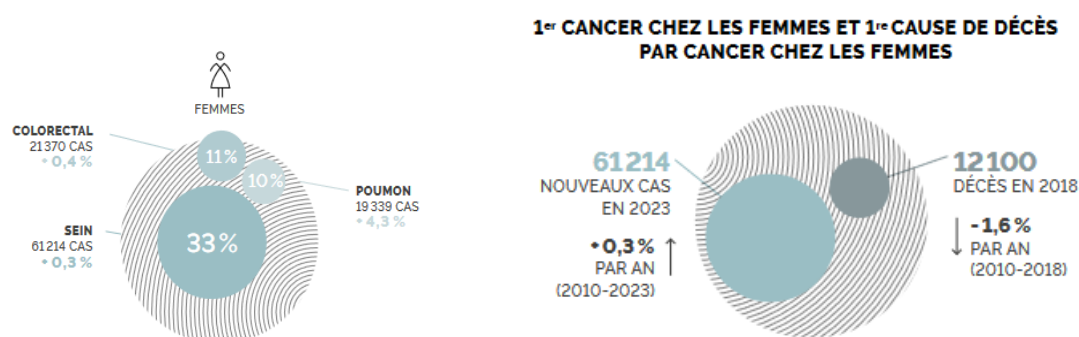 FEMMES
COLORECTAL
21 370 CAS
+ 0,4 %
11 %
10 %
POUMON
19 339 CAS
+ 4,3 %
SEIN
61 214 CAS
+ 0,3 %
33 %
1er CANCER CHEZ LES FEMMES ET 1re CAUSE DE DÉCÈS
PAR CANCER CHEZ LES FEMMES
61 214
NOUVEAUX CAS
EN 2023
+ 0,3 %
PAR AN
(2010-2023)
12 100
DÉCÈS EN 2018
-1,6 %
PAR AN
(2010-2018)